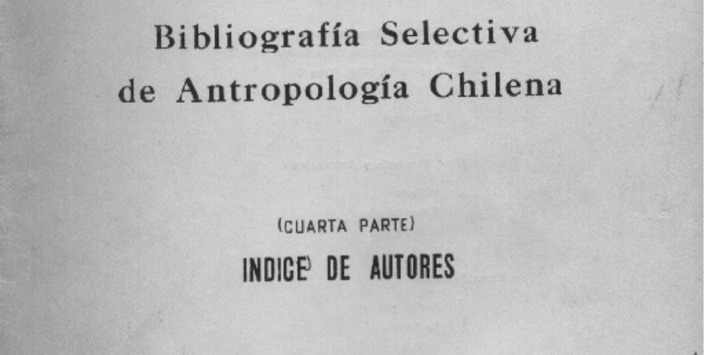 Bibliografía Selectiva
de Antropología Chilena
(CUARTA PARTE)
INDICE DE AUTORES